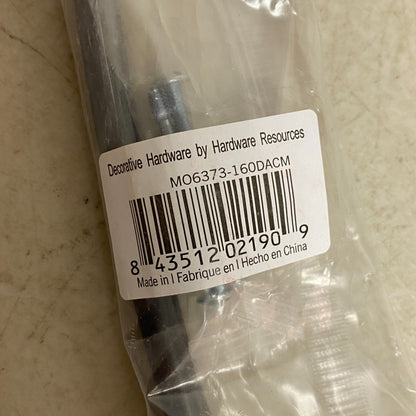 Decorative Hardware by Hardware Resources
MO6373-160DACM
8 43512 02190 9
Made in | Fabrique en | Hecho en China